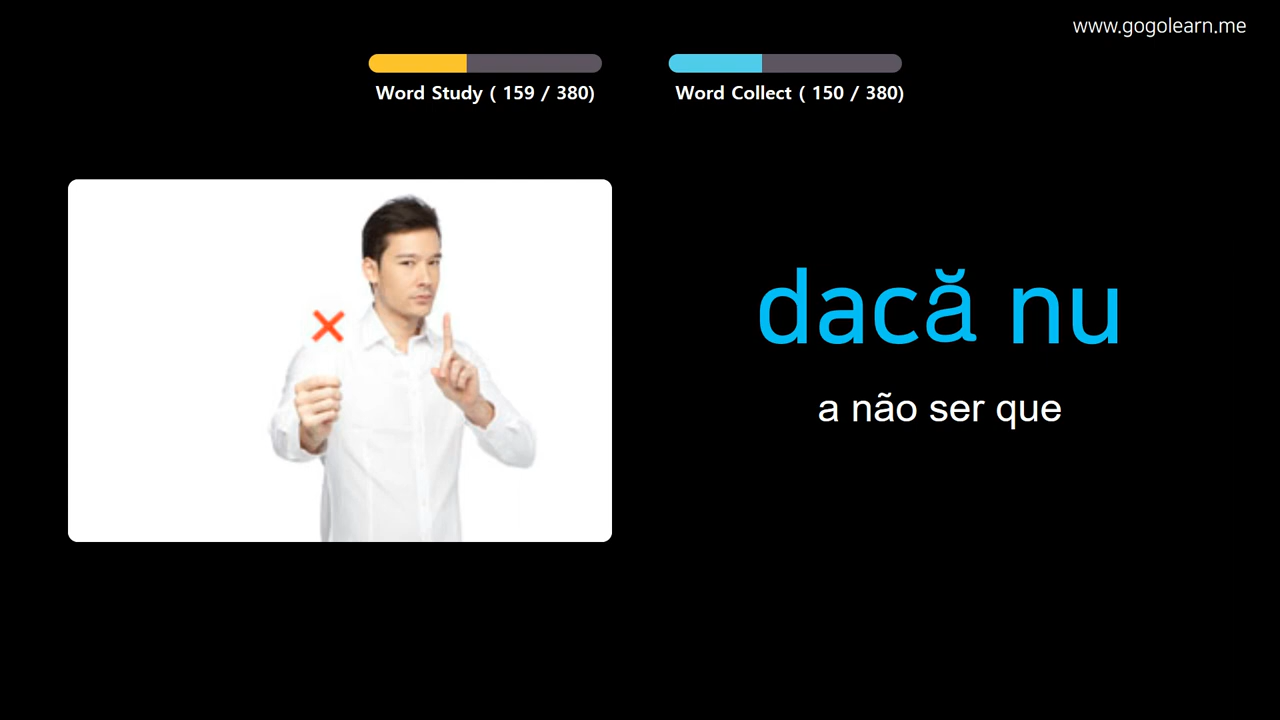 www.gogolearn.me
Word Study ( 159 / 380)
Word Collect ( 150 / 380)
dacă nu
a não ser que